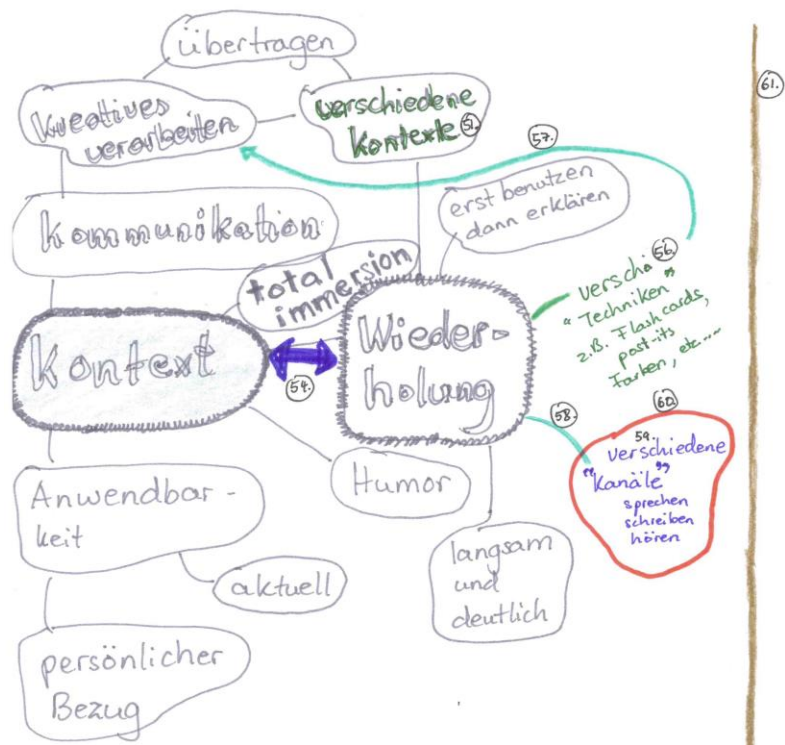 übertragen
kreatives
verarbeiten
verschiedene
kontexte 51.
57.
61.
erst benutzen
dann erklären
kommunikation
total
immersion
56.
versch.
"Techniken"
z.B. Flashcards,
post-its
Farben, etc....
Kontext
54.
Wieder-
holung
58.
60.
59.
verschiedene
"kanäle"
sprechen
schreiben
hören
Humor
Anwendbar-
keit
aktuell
langsam
und
deutlich
persönlicher
Bezug